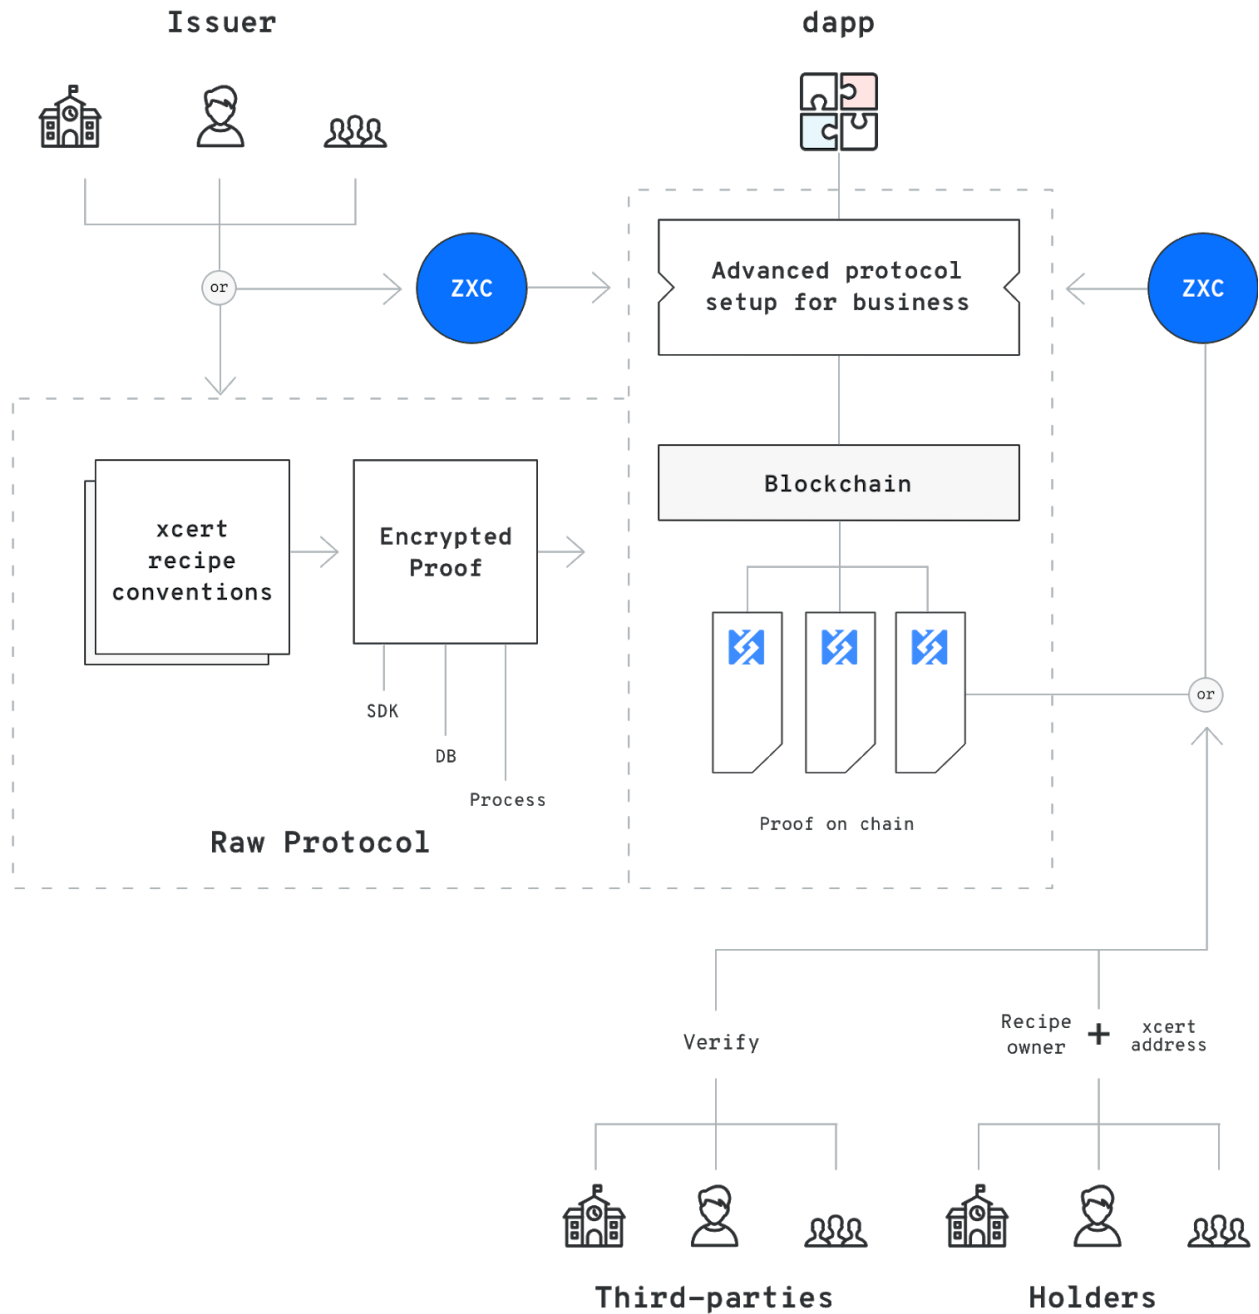 Issuer
dapp
or
ZXC
Advanced protocol
setup for business
ZXC
xcert
recipe
conventions
Encrypted
Proof
Blockchain
SDK
DB
Process
or
Proof on chain
Raw Protocol
Verify
Recipe
owner
+
xcert
address
Third-parties
Holders